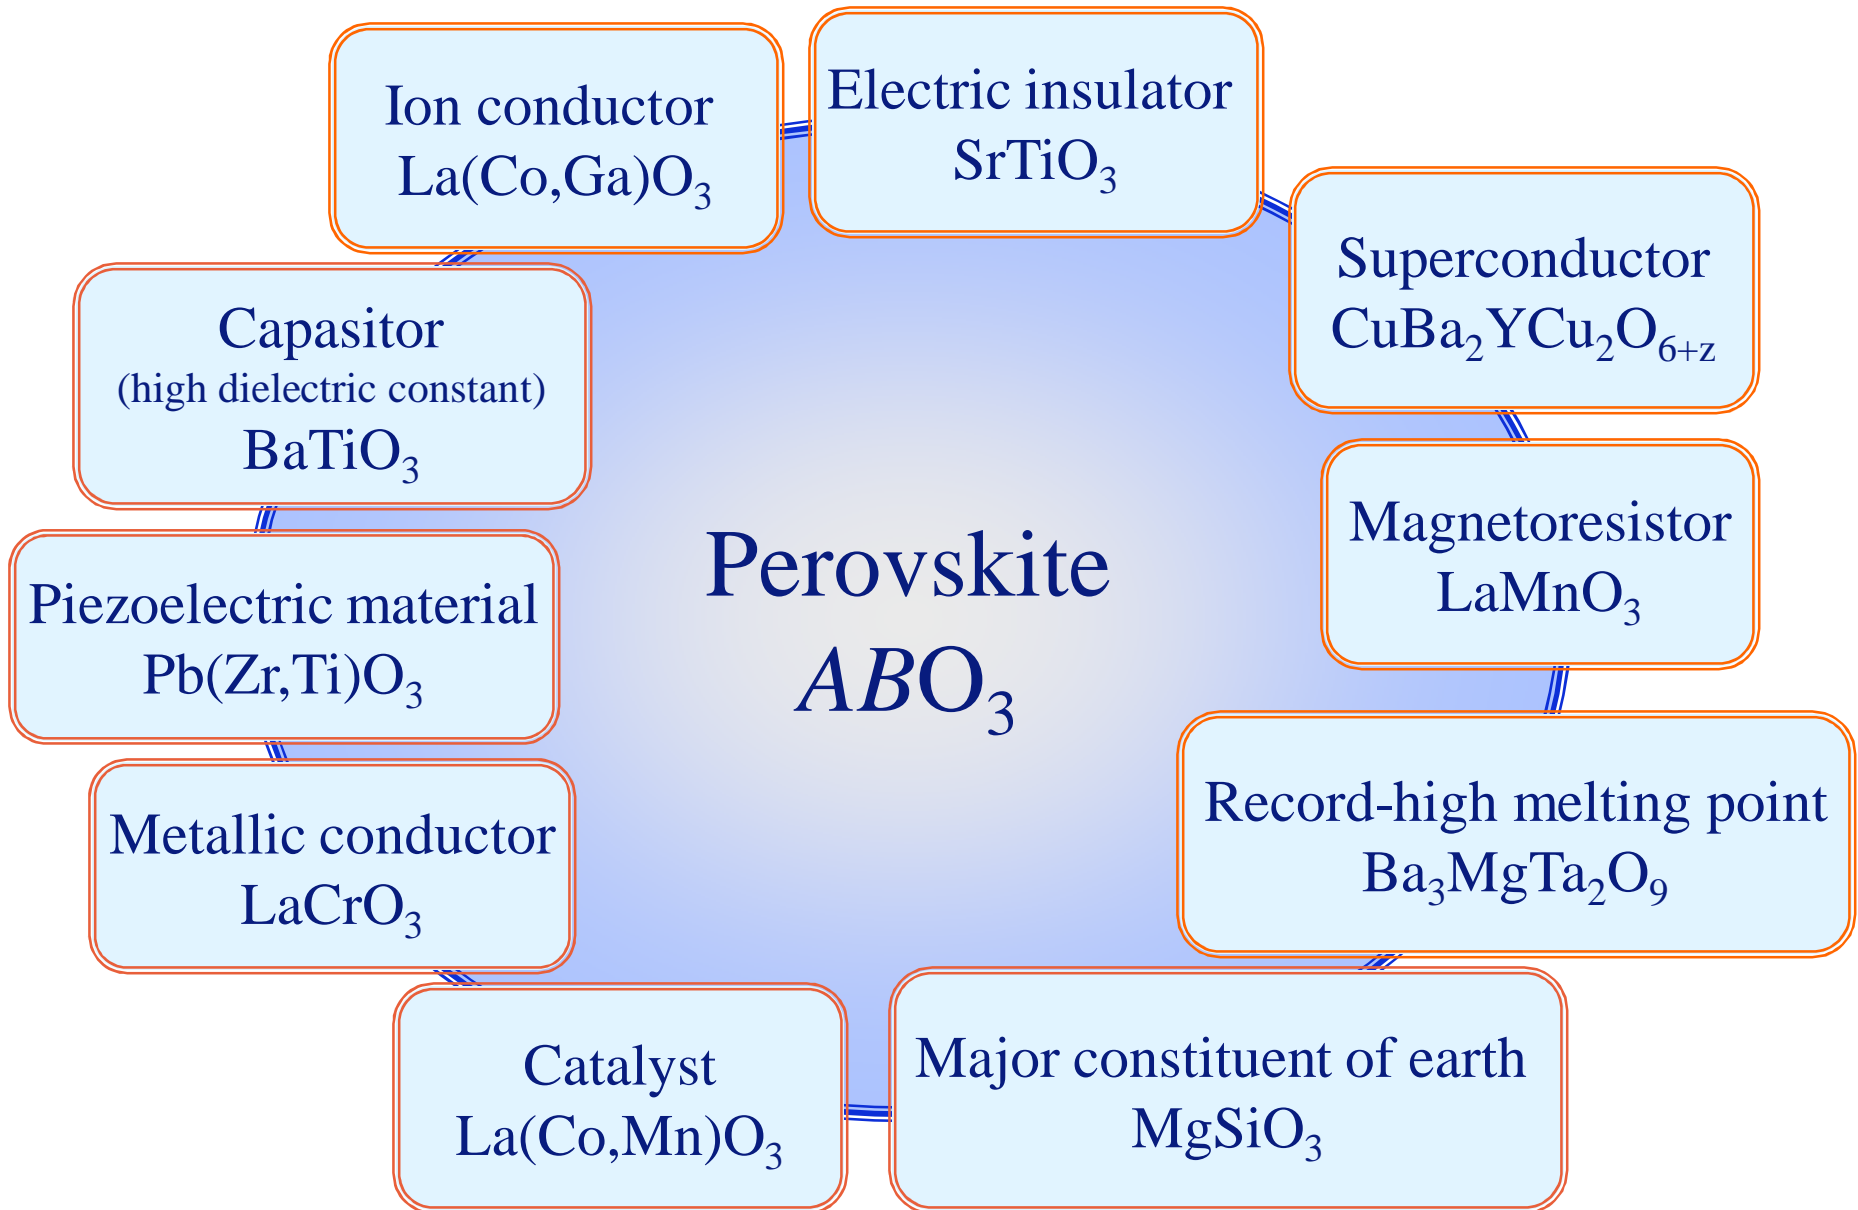 Ion conductor
La(Co,Ga)O₃
Electric insulator
SrTiO₃
Superconductor
CuBa₂YCu₂O₆₊z
Capasitor
(high dielectric constant)
BaTiO₃
Magnetoresistor
LaMnO₃
Perovskite
ABO₃
Piezoelectric material
Pb(Zr,Ti)O₃
Record-high melting point
Ba₃MgTa₂O₉
Metallic conductor
LaCrO₃
Catalyst
La(Co,Mn)O₃
Major constituent of earth
MgSiO₃